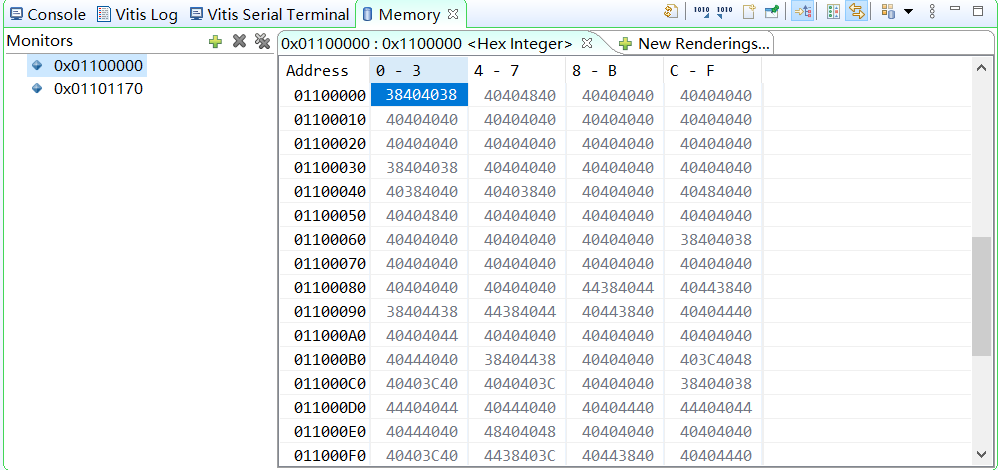 Console Vitis Log Vitis Serial Terminal Memory
Monitors
0x01100000
0x01101170
0x01100000 : 0x1100000 <Hex Integer> New Renderings...
Address 0 - 3 4 - 7 8 - B C - F
01100000 38404038 40404840 40404040 40404040
01100010 40404040 40404040 40404040 40404040
01100020 40404040 40404040 40404040 40404040
01100030 38404038 40404040 40404040 40404040
01100040 40384040 40403840 40404040 40484040
01100050 40404840 40404040 40404040 40404040
01100060 40404040 40404040 40404040 38404038
01100070 40404040 40404040 40404040 40404040
01100080 40404040 40404040 44384044 40443840
01100090 38404438 44384044 40443840 40404440
011000A0 40404044 40404040 40404040 40404040
011000B0 40444040 38404438 40404040 403C4048
011000C0 40403C40 4040403C 40404040 38404038
011000D0 44404044 40444040 40404440 44404044
011000E0 40444040 48404048 40404040 40404040
011000F0 40403C40 4438403C 40443840 40404440